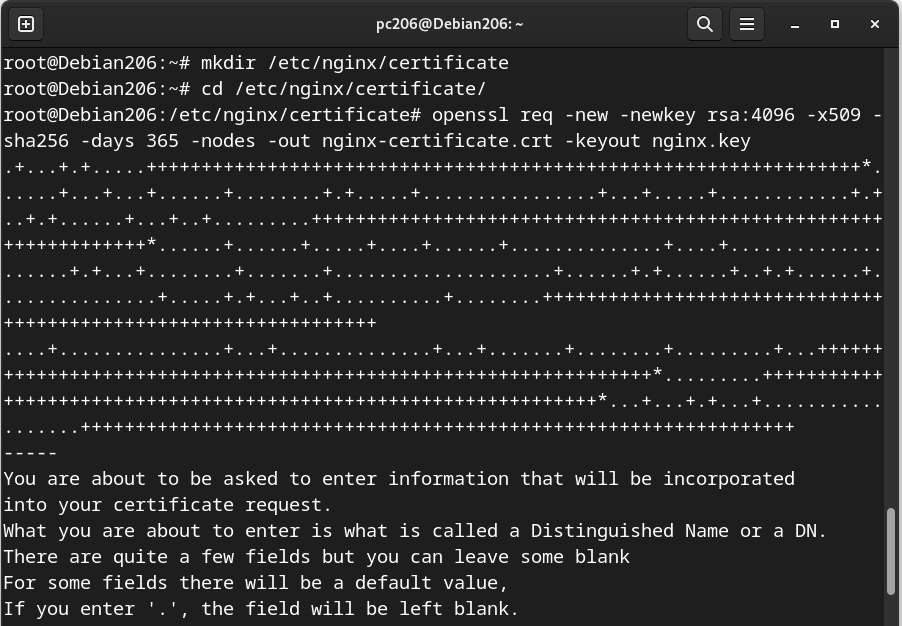 pc206@Debian206: ~
root@Debian206:~# mkdir /etc/nginx/certificate
root@Debian206:~# cd /etc/nginx/certificate/
root@Debian206:/etc/nginx/certificate# openssl req -new -newkey rsa:4096 -x509 -
sha256 -days 365 -nodes -out nginx-certificate.crt -keyout nginx.key
.+...+.+.....+++++++++++++++++++++++++++++++++++++++++++++++++++++++++++++++++*.
.....+...+...+......+........+.+.....+................+...+.....+............+.+
..+.+......+...+..+.........++++++++++++++++++++++++++++++++++++++++++++++++++++
+++++++++++++*......+......+.....+....+......+..............+....+..............
......+.+...+........+.......+.....................+......+.+......+..+.+......+.
..............+.....+.+...+..+..........+........+++++++++++++++++++++++++++++++
++++++++++++++++++++++++++++++++++
....+...............+...+..............+...+.......+........+.........+...++++++
+++++++++++++++++++++++++++++++++++++++++++++++++++++++++++*.........+++++++++++
++++++++++++++++++++++++++++++++++++++++++++++++++++++*...+...+.+...+...........
.......+++++++++++++++++++++++++++++++++++++++++++++++++++++++++++++++++
-----
You are about to be asked to enter information that will be incorporated
into your certificate request.
What you are about to enter is what is called a Distinguished Name or a DN.
There are quite a few fields but you can leave some blank
For some fields there will be a default value,
If you enter '.', the field will be left blank.